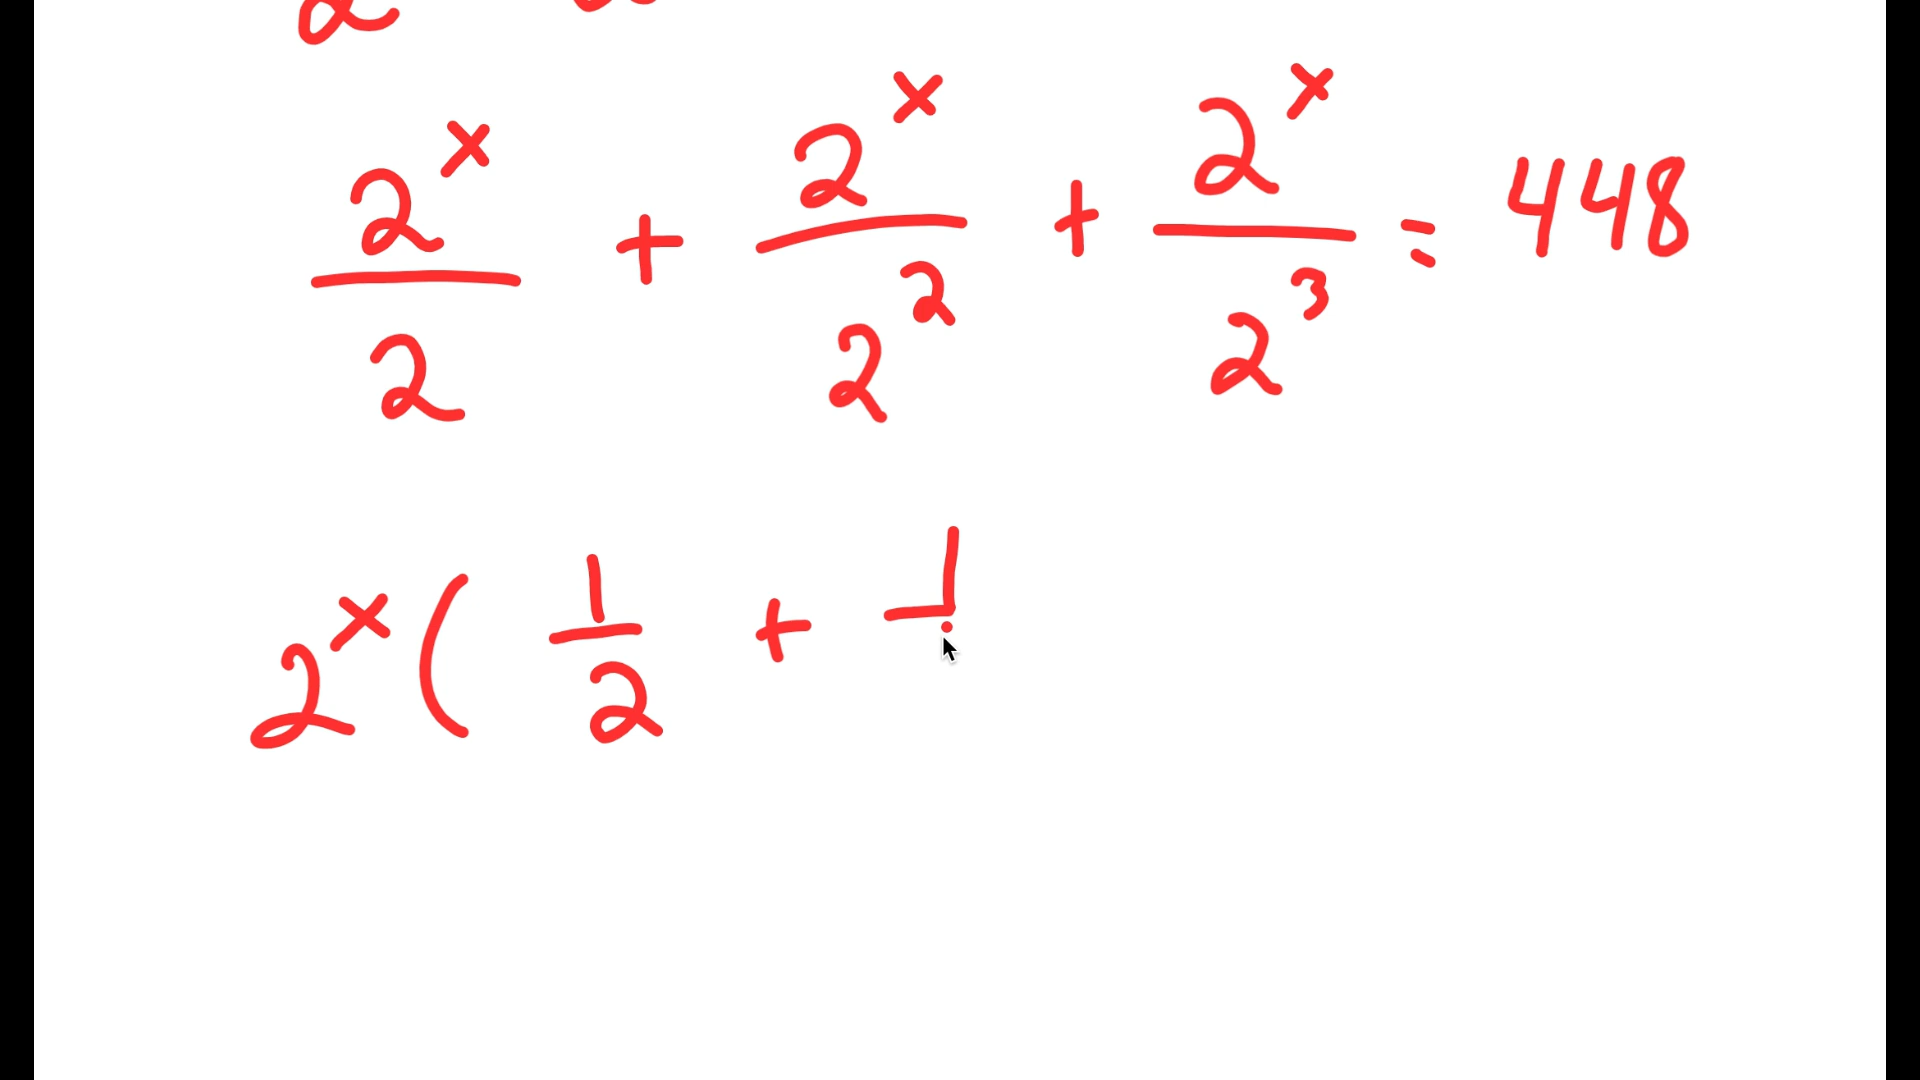 2^x/2 + 2^x/2^2 + 2^x/2^3 = 448
2^x ( 1/2 + 1/